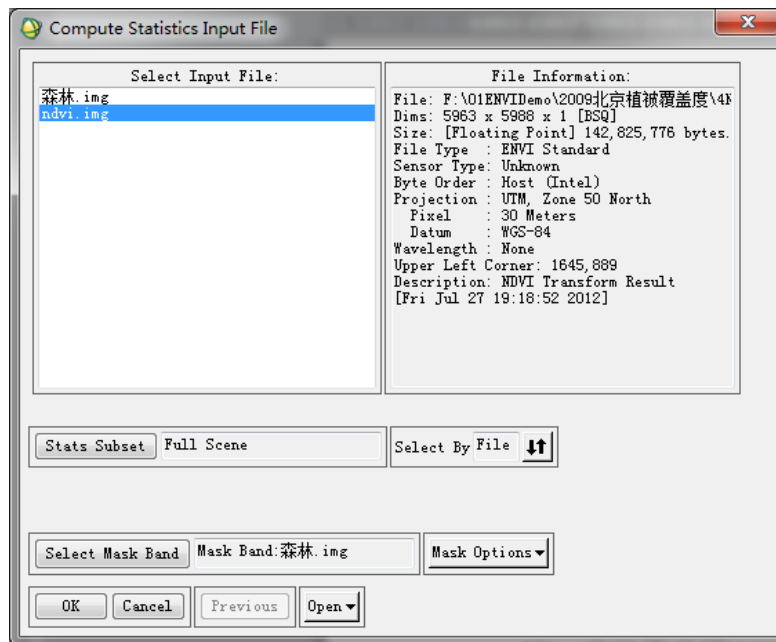 Compute Statistics Input File
Select Input File:
森林.img
ndvi.img
File Information:
File: F:\01ENVIDemo\2009北京植被覆盖度\4
Dims: 5963 x 5988 x 1 [BSQ]
Size: [Floating Point] 142,825,776 bytes.
File Type : ENVI Standard
Sensor Type: Unknown
Byte Order : Host (Intel)
Projection : UTM, Zone 50 North
Pixel : 30 Meters
Datum : WGS-84
Wavelength : None
Upper Left Corner: 1645,889
Description: NDVI Transform Result
[Fri Jul 27 19:18:52 2012]
Stats Subset Full Scene
Select By File
Select Mask Band Mask Band:森林.img
Mask Options
OK Cancel Previous Open